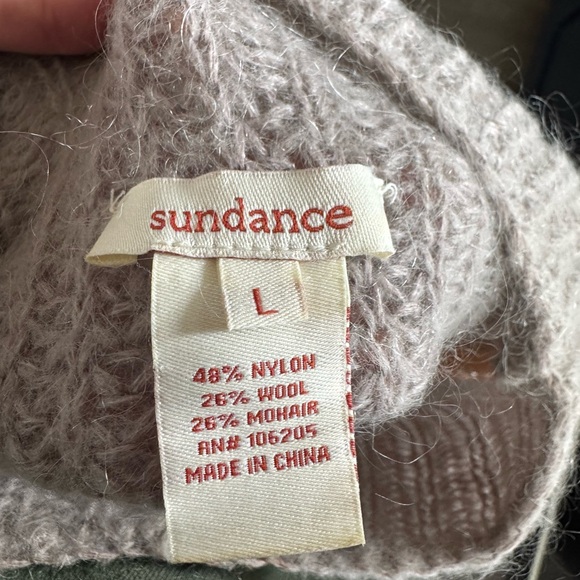 sundance
L
48% NYLON
26% WOOL
26% MOHAIR
RN# 106205
MADE IN CHINA